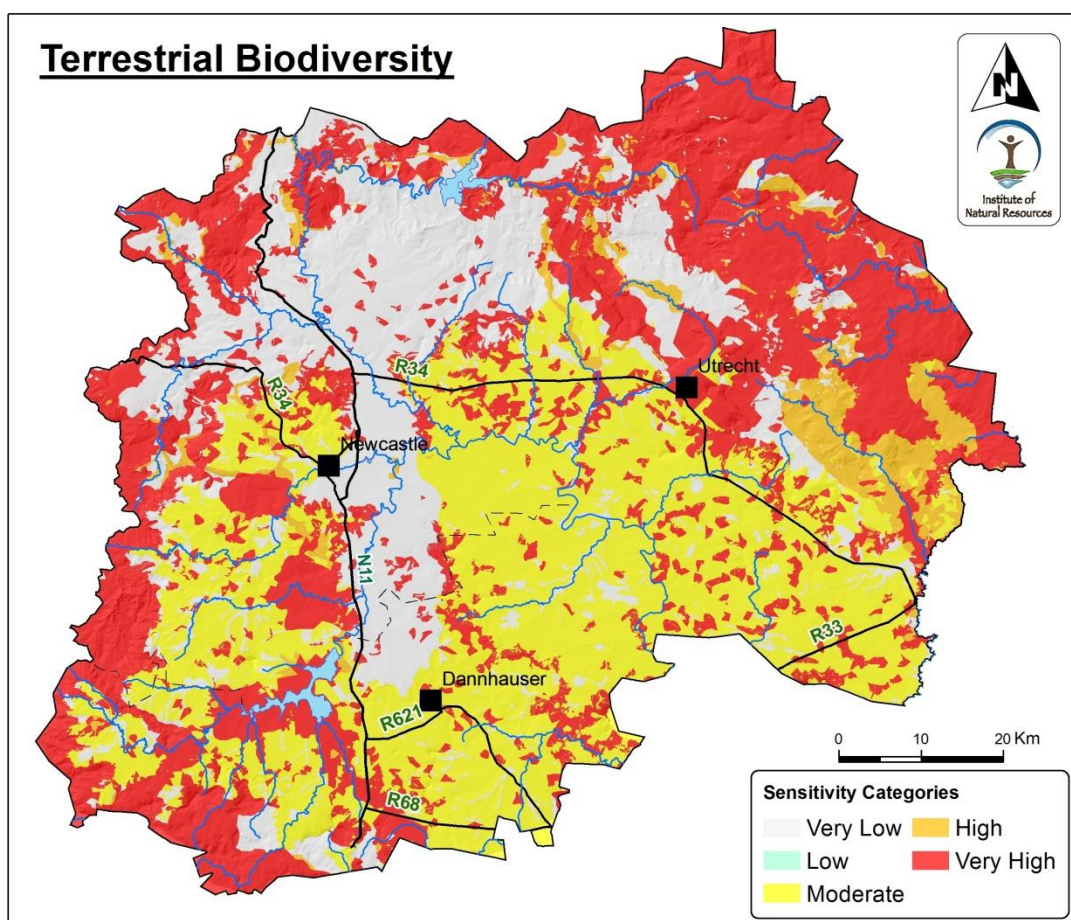 Terrestrial Biodiversity
N
Institute of
Natural Resources
R34
Utrecht
R34
Newcastle
N11
R33
Dannhauser
R621
R68
0 10 20 Km
Sensitivity Categories
Very Low
High
Low
Very High
Moderate